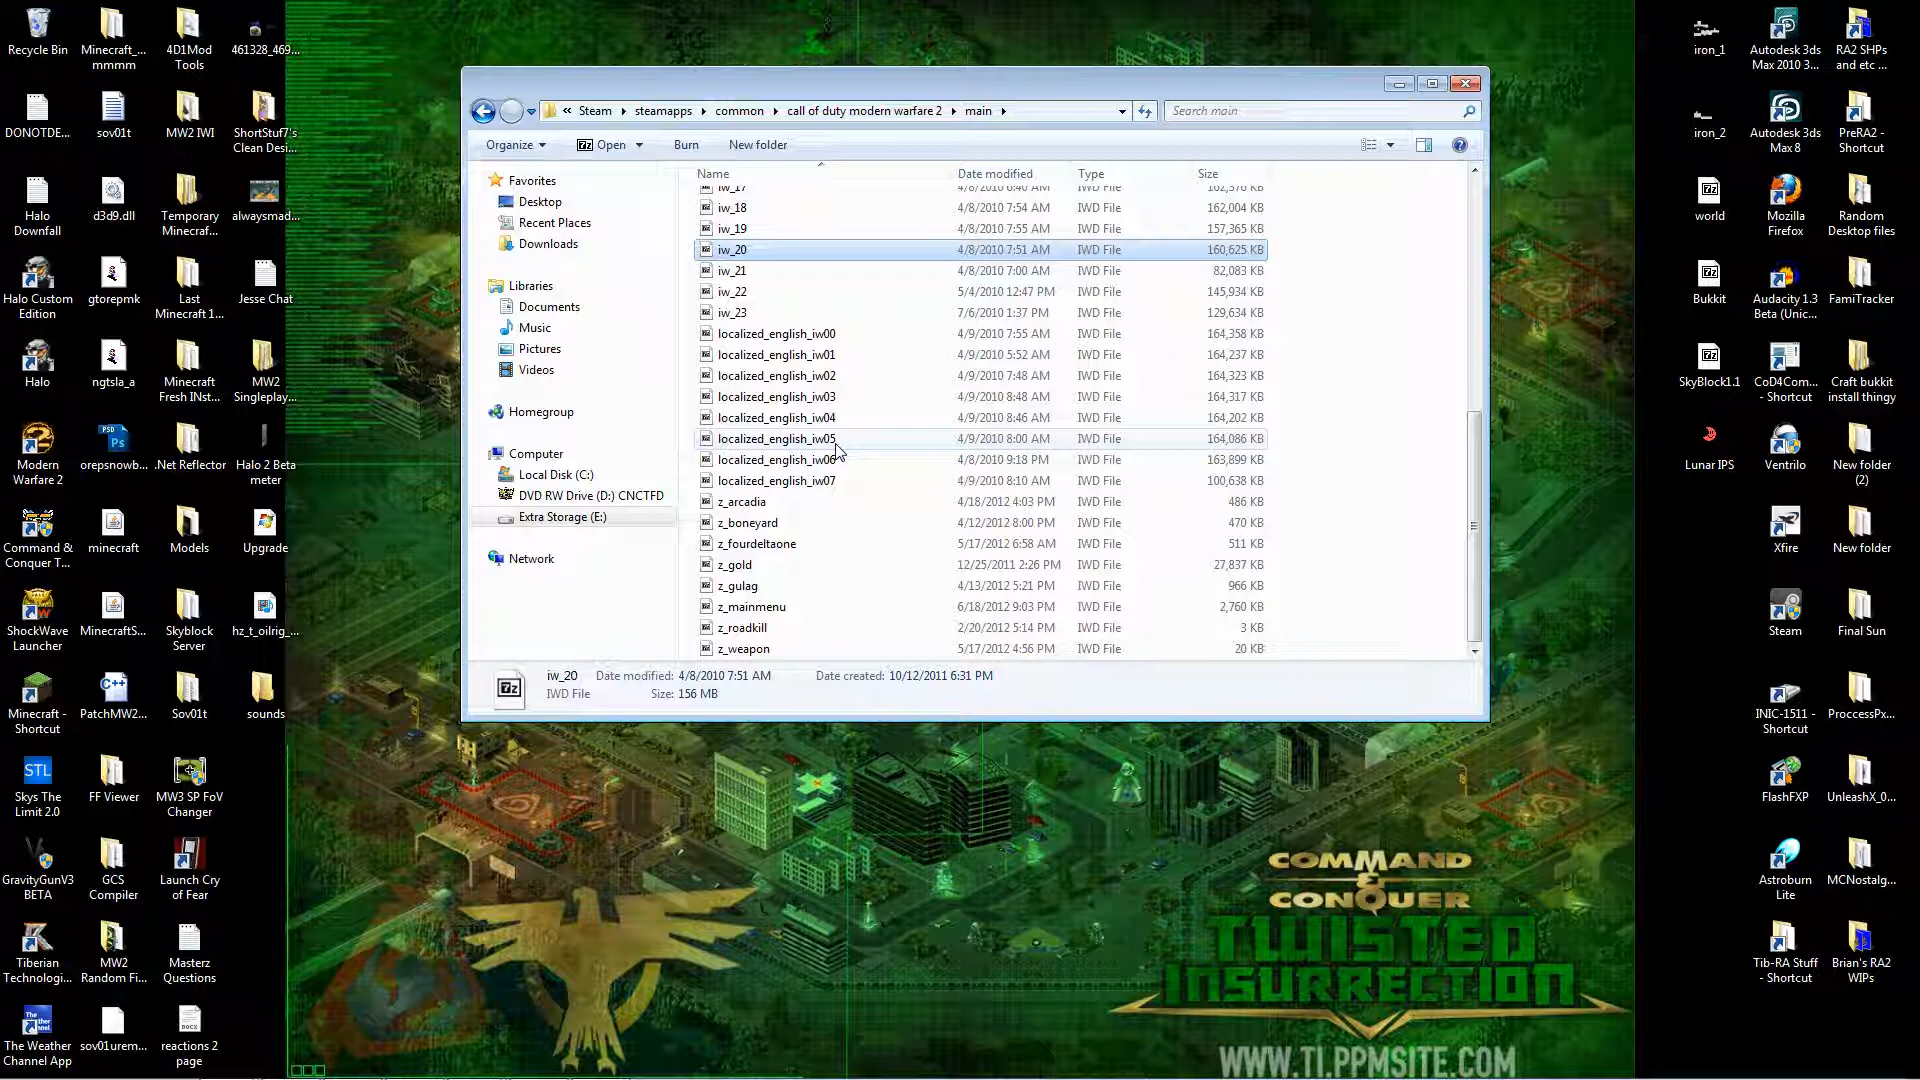 Recycle Bin
Minecraft_...
mmmm
4D1Mod
Tools
461328_469...
DONOTDE...
sov01t
MW2 IWI
ShortStuf7's
Clean Desi...
Halo
Downfall
d3d9.dll
Temporary
Minecraf...
alwaysmad...
Halo Custom
Edition
gtorepmk
Last
Minecraft 1...
Jesse Chat
Halo
ngtsla_a
Minecraft
Fresh INst...
MW2
Singleplay...
Modern
Warfare 2
PSD
Ps
orepsnowb...
.Net Reflector
Halo 2 Beta
meter
Command &
Conquer T...
minecraft
Models
Upgrade
ShockWave
Launcher
MinecraftS...
Skyblock
Server
hz_t_oilrig_...
Minecraft -
Shortcut
C++
PatchMW2...
Sov01t
sounds
STL
Skys The
Limit 2.0
FF Viewer
MW3 SP FoV
Changer
GravityGunV3
BETA
GCS
Compiler
Launch Cry
of Fear
Tiberian
Technologi...
MW2
Random Fi...
Masterz
Questions
The Weather
Channel App
sov01urem...
DOCX
reactions 2
page
« Steam steamapps common call of duty modern warfare 2 main
Search main
Organize
7z Open
Burn
New folder
Favorites
Desktop
Recent Places
Downloads
Libraries
Documents
Music
Pictures
Videos
Homegroup
Computer
Local Disk (C:)
DVD RW Drive (D:) CNCTFD
Extra Storage (E:)
Network
Name Date modified Type Size
iw_17 4/8/2010 6:40 AM IWD File 162,576 KB
iw_18 4/8/2010 7:54 AM IWD File 162,004 KB
iw_19 4/8/2010 7:55 AM IWD File 157,365 KB
iw_20 4/8/2010 7:51 AM IWD File 160,625 KB
iw_21 4/8/2010 7:00 AM IWD File 82,083 KB
iw_22 5/4/2010 12:47 PM IWD File 145,934 KB
iw_23 7/6/2010 1:37 PM IWD File 129,634 KB
localized_english_iw00 4/9/2010 7:55 AM IWD File 164,358 KB
localized_english_iw01 4/9/2010 5:52 AM IWD File 164,237 KB
localized_english_iw02 4/9/2010 7:48 AM IWD File 164,323 KB
localized_english_iw03 4/9/2010 8:48 AM IWD File 164,317 KB
localized_english_iw04 4/9/2010 8:46 AM IWD File 164,202 KB
localized_english_iw05 4/9/2010 8:00 AM IWD File 164,086 KB
localized_english_iw06 4/8/2010 9:18 PM IWD File 163,899 KB
localized_english_iw07 4/9/2010 8:10 AM IWD File 100,638 KB
z_arcadia 4/18/2012 4:03 PM IWD File 486 KB
z_boneyard 4/12/2012 8:00 PM IWD File 470 KB
z_fourdeltaone 5/17/2012 6:58 AM IWD File 511 KB
z_gold 12/25/2011 2:26 PM IWD File 27,837 KB
z_gulag 4/13/2012 5:21 PM IWD File 966 KB
z_mainmenu 6/18/2012 9:03 PM IWD File 2,760 KB
z_roadkill 2/20/2012 5:14 PM IWD File 3 KB
z_weapon 5/17/2012 4:56 PM IWD File 20 KB
7z
iw_20 Date modified: 4/8/2010 7:51 AM Date created: 10/12/2011 6:31 PM
IWD File Size: 156 MB
iron_1
Autodesk 3ds
Max 2010 3...
RA2 SHPs
and etc ...
iron_2
Autodesk 3ds
Max 8
PreRA2 -
Shortcut
7z
world
Mozilla
Firefox
Random
Desktop files
7z
Bukkit
Audacity 1.3
Beta (Unic...
FamiTracker
7z
SkyBlock1.1
CoD4Com...
- Shortcut
Craft bukkit
install thingy
Lunar IPS
Ventrilo
New folder
(2)
Xfire
New folder
Steam
Final Sun
INIC-1511 -
Shortcut
ProccessPx...
FlashFXP
UnleashX_0...
Astroburn
Lite
MCNostalg...
Tib-RA Stuff
- Shortcut
Brian's RA2
WIPs
COMMAND
&
CONQUER
TWISTED
INSURRECTION
WWW.TI.PPMSITE.COM